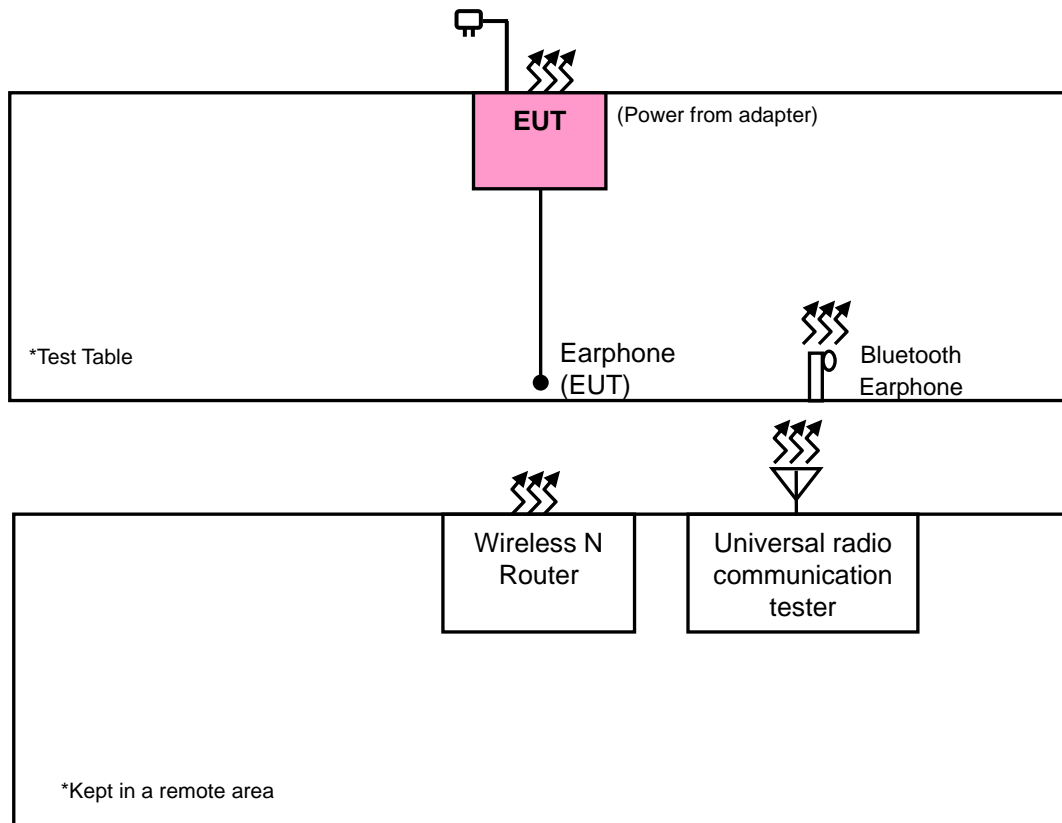 EUT
(Power from adapter)
*Test Table
Earphone
(EUT)
Bluetooth
Earphone
Wireless N
Router
Universal radio
communication
tester
*Kept in a remote area